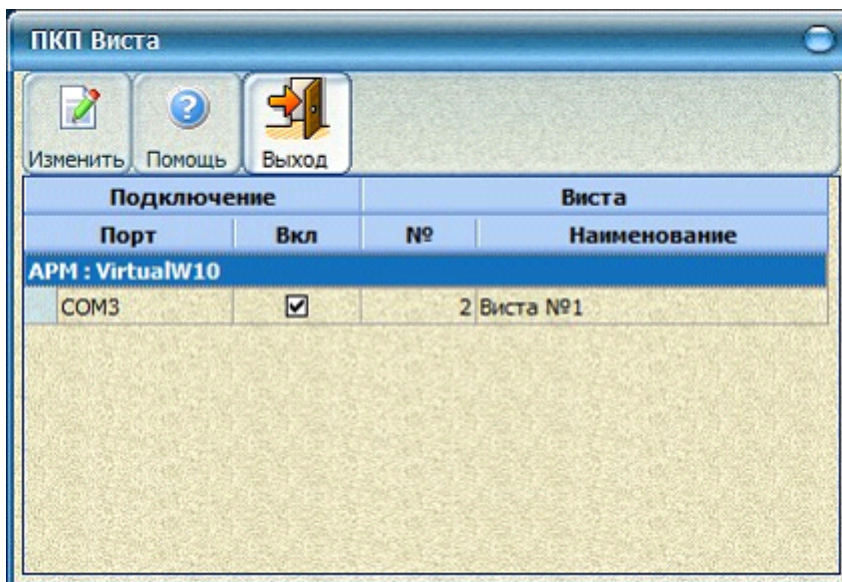 ПКП Виста
Изменить Помощь Выход
Подключение Виста
Порт Вкл № Наименование
АРМ : VirtualW10
COM3 2 Виста №1